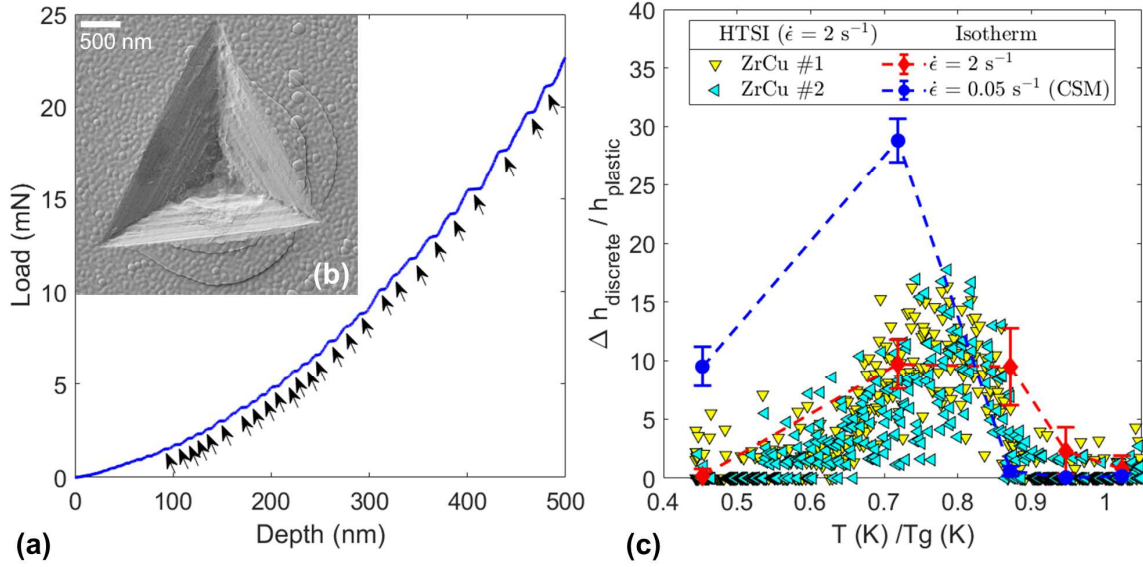 25
20
15
10
5
0
0
100
200
300
400
500
Load (mN)
Depth (nm)
(a)
500 nm
(b)
40
35
30
25
20
15
10
5
0
0.4
0.5
0.6
0.7
0.8
0.9
1
Δ h_discrete / h_plastic
T (K) /Tg (K)
(c)
HTSI (ε̇ = 2 s⁻¹) Isotherm
ZrCu #1 ε̇ = 2 s⁻¹
ZrCu #2 ε̇ = 0.05 s⁻¹ (CSM)